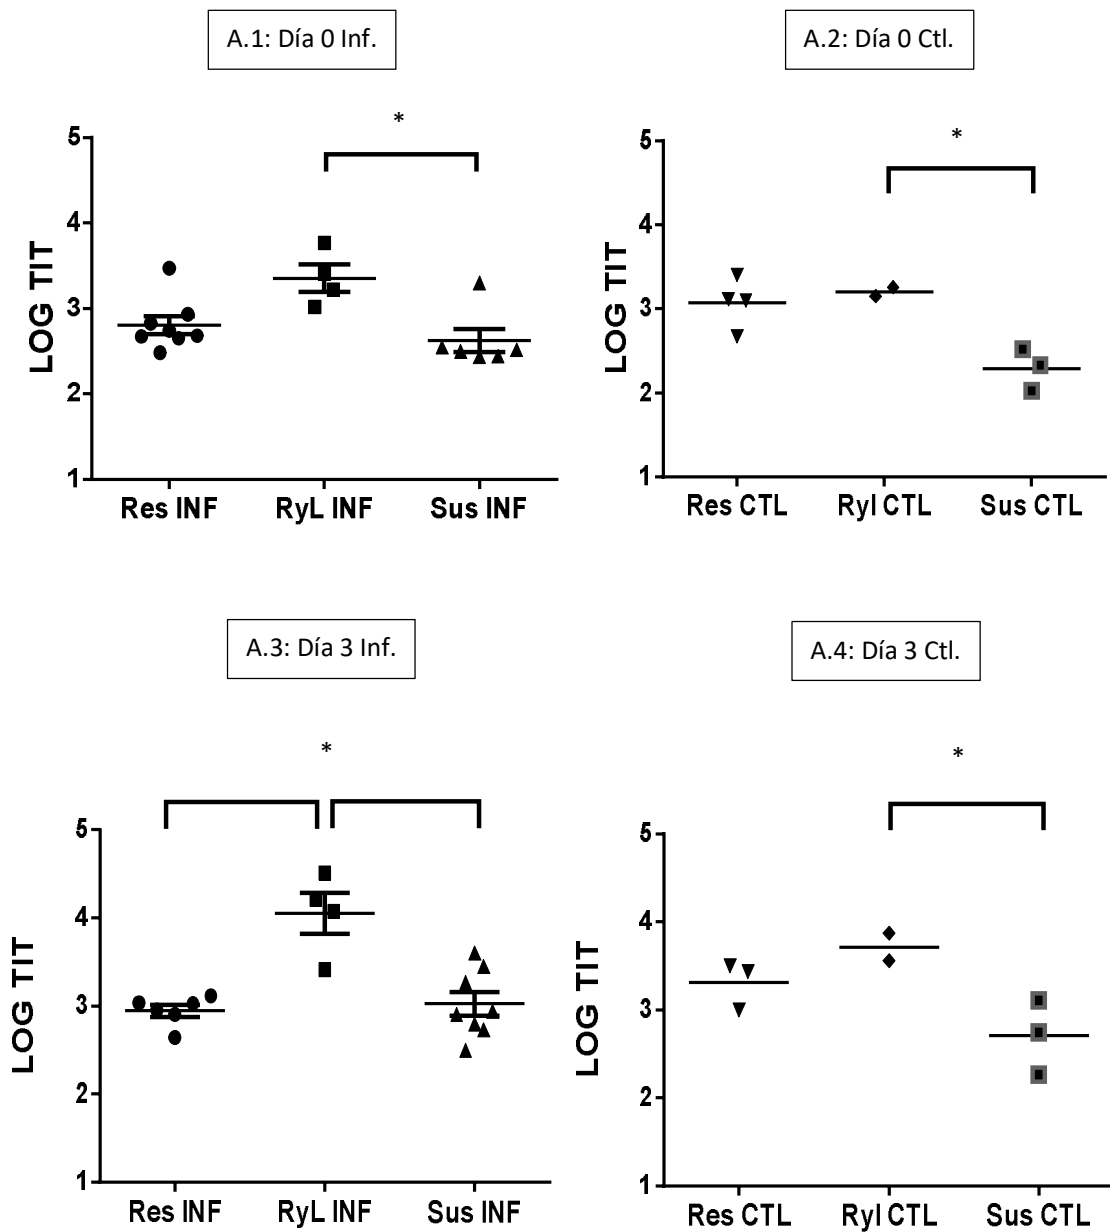 A.1: Día 0 Inf.
*
5
4
3
2
1
LOG TIT
Res INF RyL INF Sus INF
A.2: Día 0 Ctl.
*
5
4
3
2
1
LOG TIT
Res CTL Ryl CTL Sus CTL
A.3: Día 3 Inf.
*
5
4
3
2
1
LOG TIT
Res INF RyL INF Sus INF
A.4: Día 3 Ctl.
*
5
4
3
2
1
LOG TIT
Res CTL Ryl CTL Sus CTL